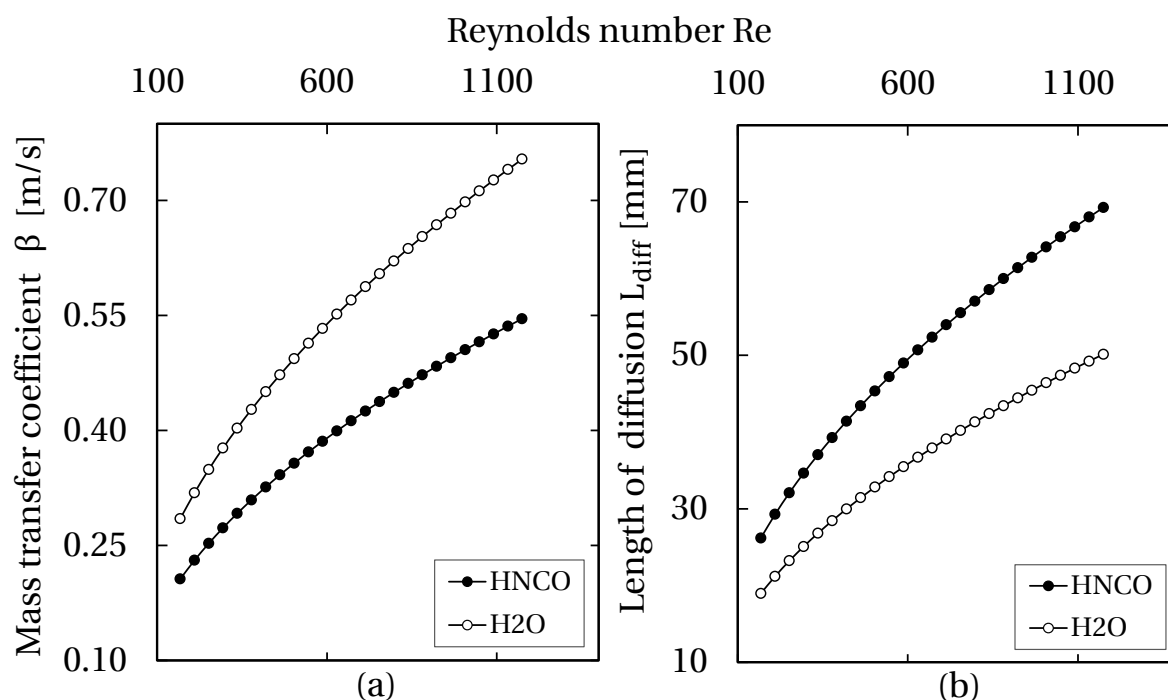 Reynolds number Re
100 600 1100
100 600 1100
Mass transfer coefficient β [m/s]
0.70
0.55
0.40
0.25
0.10
HNCO
H2O
(a)
Length of diffusion Ldiff [mm]
70
50
30
10
HNCO
H2O
(b)